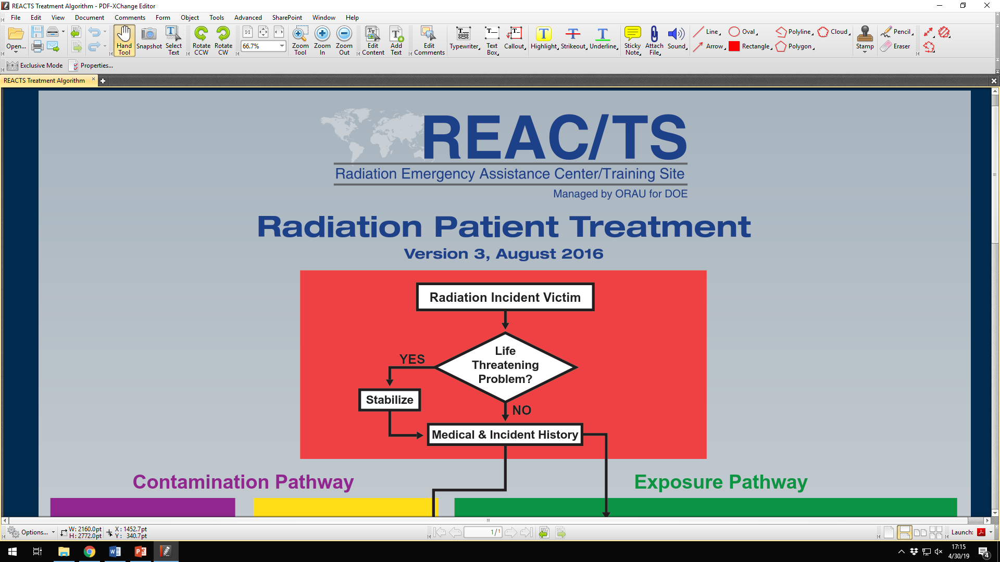 REACTS Treatment Algorithm - PDF-XChange Editor
File Edit View Document Comments Form Object Tools Advanced SharePoint Window Help
Open...
Hand Tool
Snapshot
Select Text
Rotate CCW
Rotate CW
1:1
66.7%
Zoom Tool
Zoom In
Zoom Out
Edit Content
Add Text
Edit Comments
Typewriter
Text Box
Callout
Highlight
Strikeout
Underline
Sticky Note
Attach File
Sound
Line
Arrow
Oval
Rectangle
Polyline
Polygon
Cloud
Stamp
Pencil
Eraser
Exclusive Mode Properties...
REACTS Treatment Algorithm
REAC/TS
Radiation Emergency Assistance Center/Training Site
Managed by ORAU for DOE
Radiation Patient Treatment
Version 3, August 2016
Radiation Incident Victim
Life
Threatening
Problem?
YES
Stabilize
NO
Medical & Incident History
Contamination Pathway
Exposure Pathway
Options...
W: 2160.0pt
H: 2772.0pt
X: 1452.7pt
Y: 340.7pt
1/1
Launch:
17:15
4/30/19
4